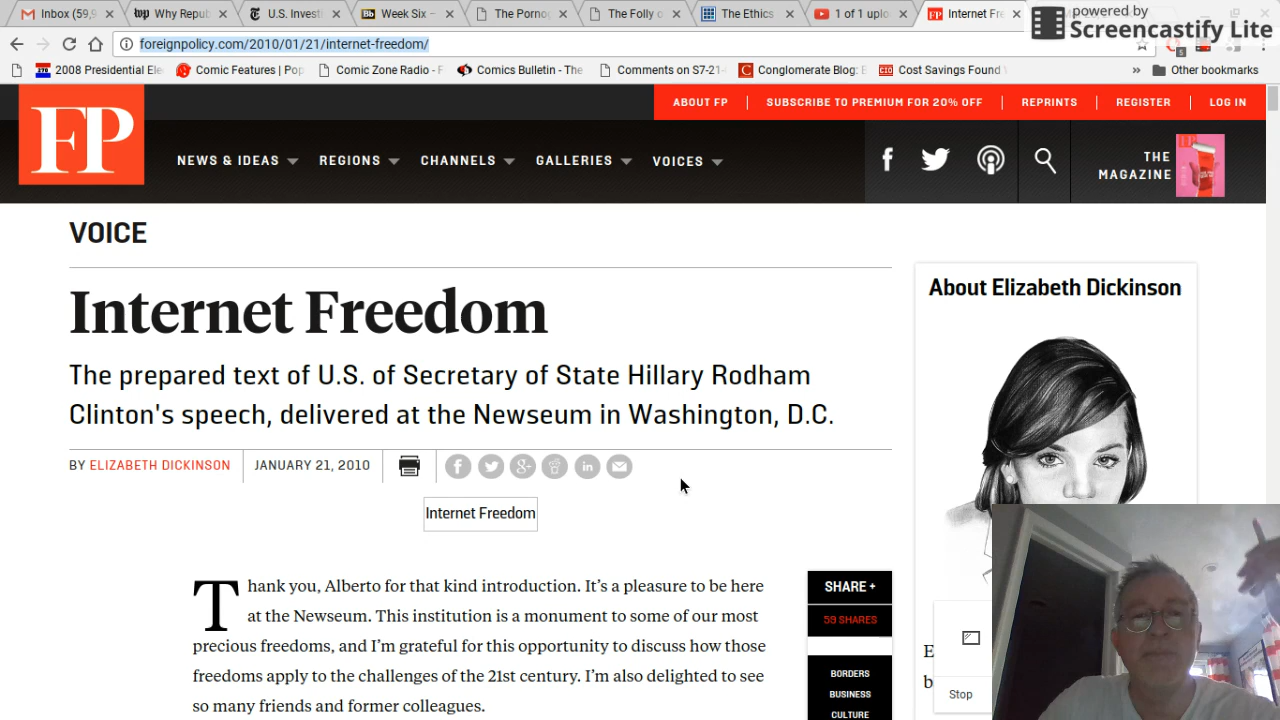 Inbox (59,9
Why Repub
U.S. Invest
Week Six –
The Pornog
The Folly o
The Ethics
1 of 1 uplo
Internet Fre
powered by
Screencastify Lite
foreignpolicy.com/2010/01/21/internet-freedom/
2008 Presidential Ele
Comic Features | Pop
Comic Zone Radio - F
Comics Bulletin - The
Comments on S7-21-
Conglomerate Blog: E
Cost Savings Found
»
Other bookmarks
FP
ABOUT FP
SUBSCRIBE TO PREMIUM FOR 20% OFF
REPRINTS
REGISTER
LOG IN
NEWS & IDEAS
REGIONS
CHANNELS
GALLERIES
VOICES
THE
MAGAZINE
VOICE
Internet Freedom
The prepared text of U.S. of Secretary of State Hillary Rodham
Clinton's speech, delivered at the Newseum in Washington, D.C.
BY ELIZABETH DICKINSON
JANUARY 21, 2010
Internet Freedom
Thank you, Alberto for that kind introduction. It's a pleasure to be here
at the Newseum. This institution is a monument to some of our most
precious freedoms, and I'm grateful for this opportunity to discuss how those
freedoms apply to the challenges of the 21st century. I'm also delighted to see
so many friends and former colleagues.
SHARE +
59 SHARES
BORDERS
BUSINESS
CULTURE
About Elizabeth Dickinson
E
b
Stop